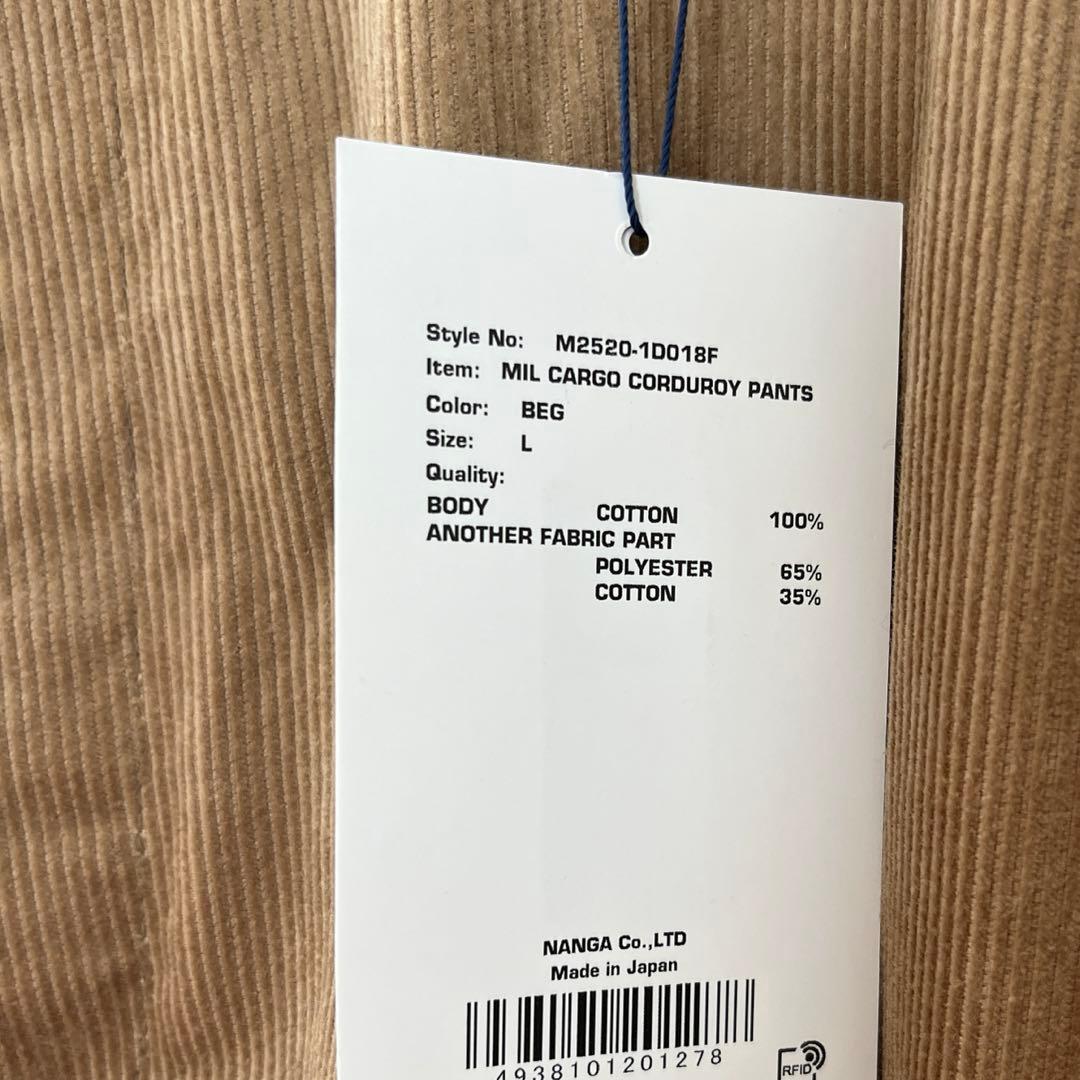 Style No: M2520-1D018F
Item: MIL CARGO CORDUROY PANTS
Color: BEG
Size: L
Quality:
BODY COTTON 100%
ANOTHER FABRIC PART
POLYESTER 65%
COTTON 35%
NANGA Co.,LTD
Made in Japan
4938101201278
RFID